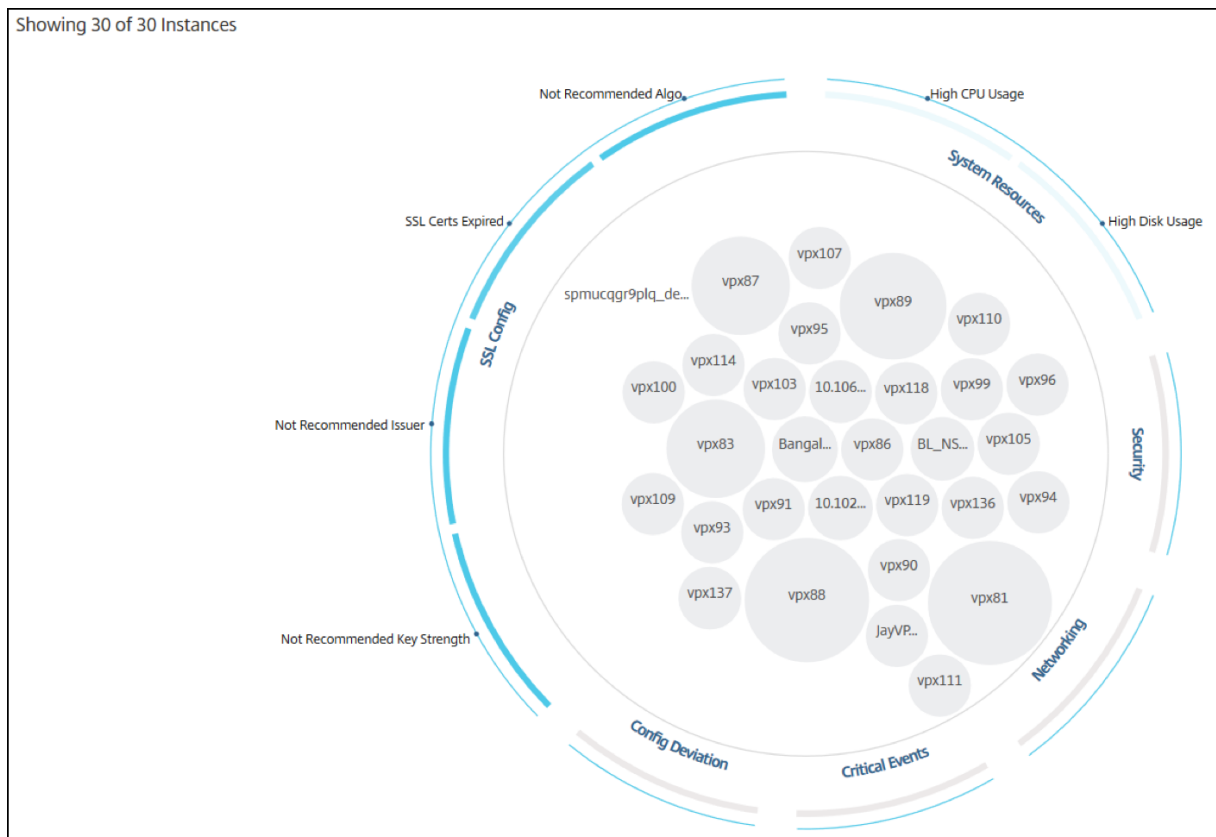 Showing 30 of 30 Instances
Not Recommended Algo
High CPU Usage
System Resources
SSL Certs Expired
High Disk Usage
vpx107
vpx87
spmucqgr9plq_de...
vpx89
vpx110
vpx95
SSL Config
vpx114
vpx100
vpx103
10.106...
vpx118
vpx99
vpx96
Not Recommended Issuer
vpx83
Bangal...
vpx86
BL_NS...
vpx105
Security
vpx109
vpx91
10.102...
vpx119
vpx136
vpx94
vpx93
vpx90
vpx137
vpx88
vpx81
Not Recommended Key Strength
JayVP...
Networking
vpx111
Config Deviation
Critical Events